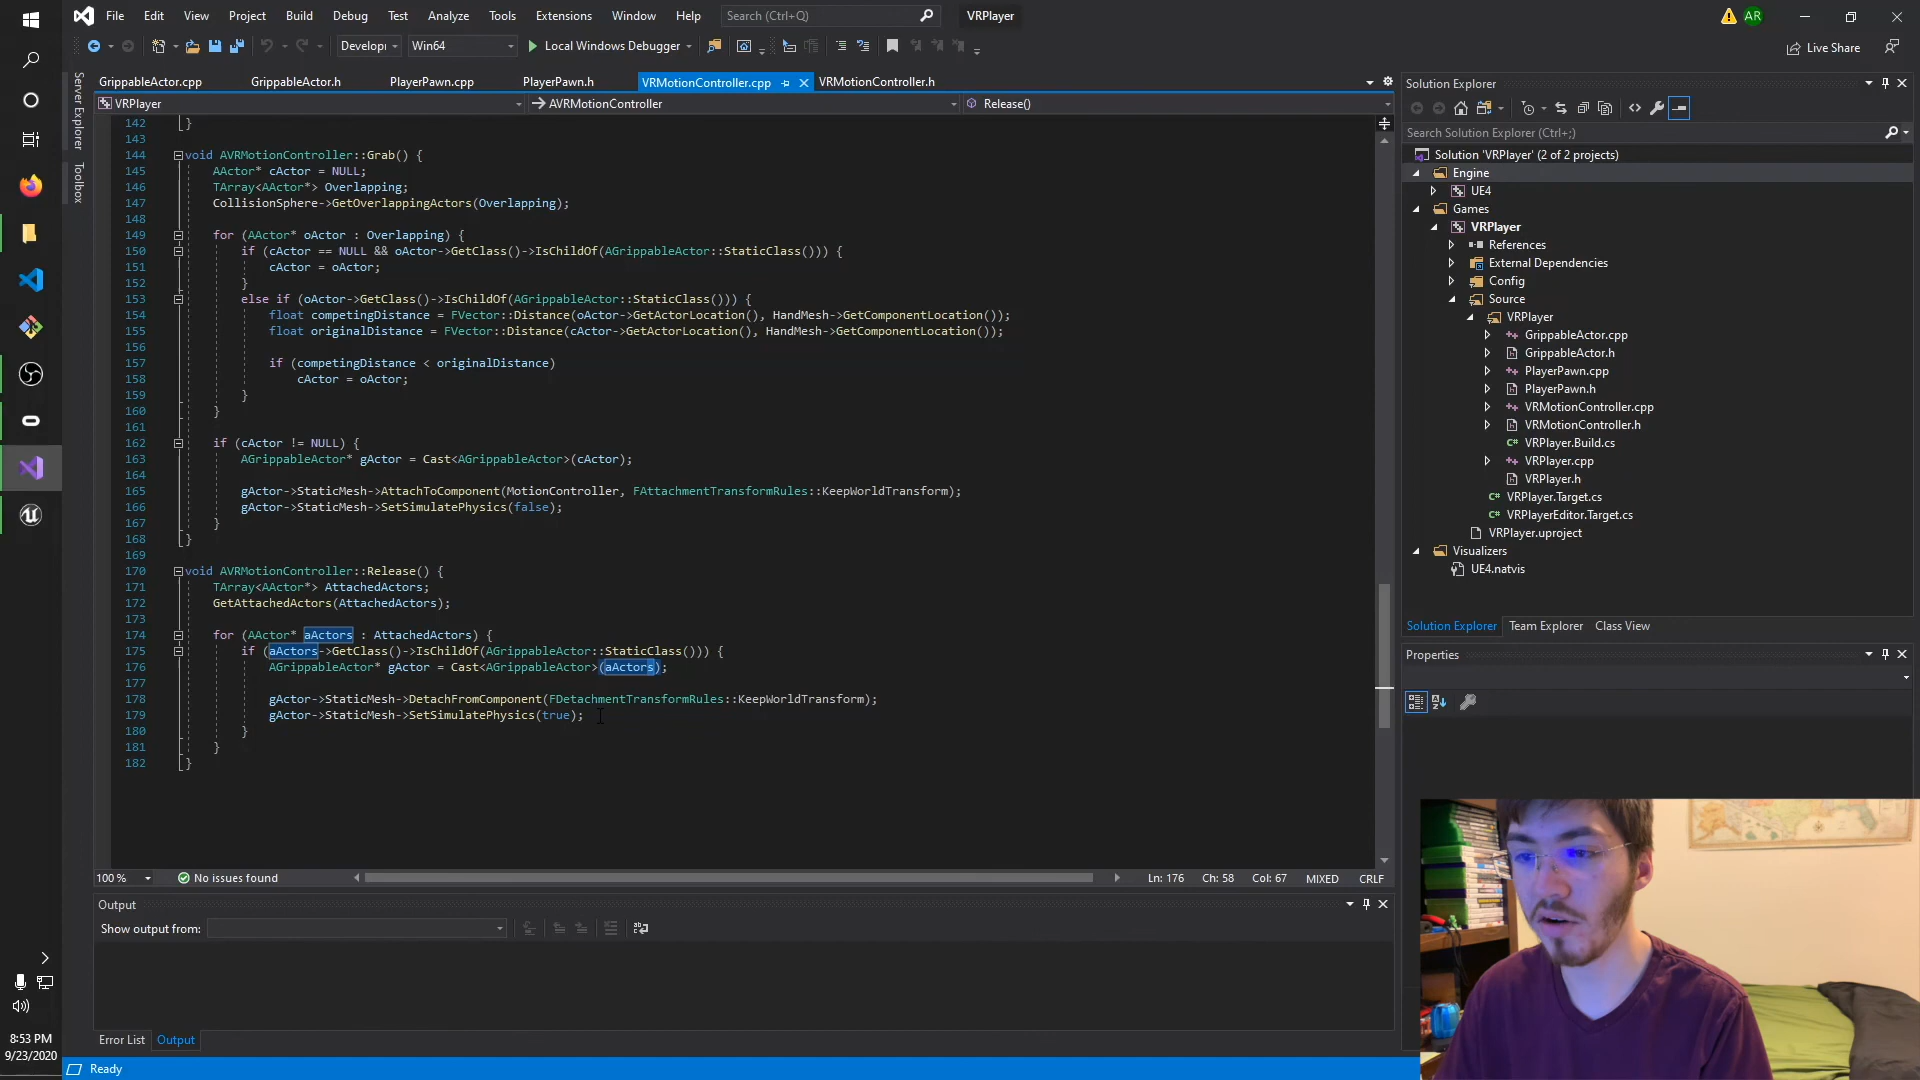 File Edit View Project Build Debug Test Analyze Tools Extensions Window Help Search (Ctrl+Q) VRPlayer AR
Develop Win64 Local Windows Debugger Live Share
GrippableActor.cpp GrippableActor.h PlayerPawn.cpp PlayerPawn.h VRMotionController.cpp VRMotionController.h
VRPlayer AVRMotionController Release()
Server Explorer
Toolbox
142 }
143
144 void AVRMotionController::Grab() {
145 AActor* cActor = NULL;
146 TArray<AActor*> Overlapping;
147 CollisionSphere->GetOverlappingActors(Overlapping);
148
149 for (AActor* oActor : Overlapping) {
150 if (cActor == NULL && oActor->GetClass()->IsChildOf(AGrippableActor::StaticClass())) {
151 cActor = oActor;
152 }
153 else if (oActor->GetClass()->IsChildOf(AGrippableActor::StaticClass())) {
154 float competingDistance = FVector::Distance(oActor->GetActorLocation(), HandMesh->GetComponentLocation());
155 float originalDistance = FVector::Distance(cActor->GetActorLocation(), HandMesh->GetComponentLocation());
156
157 if (competingDistance < originalDistance)
158 cActor = oActor;
159 }
160 }
161
162 if (cActor != NULL) {
163 AGrippableActor* gActor = Cast<AGrippableActor>(cActor);
164
165 gActor->StaticMesh->AttachToComponent(MotionController, FAttachmentTransformRules::KeepWorldTransform);
166 gActor->StaticMesh->SetSimulatePhysics(false);
167 }
168 }
169
170 void AVRMotionController::Release() {
171 TArray<AActor*> AttachedActors;
172 GetAttachedActors(AttachedActors);
173
174 for (AActor* aActors : AttachedActors) {
175 if (aActors->GetClass()->IsChildOf(AGrippableActor::StaticClass())) {
176 AGrippableActor* gActor = Cast<AGrippableActor>(aActors);
177
178 gActor->StaticMesh->DetachFromComponent(FDetachmentTransformRules::KeepWorldTransform);
179 gActor->StaticMesh->SetSimulatePhysics(true);
180 }
181 }
182 }
100 % No issues found Ln: 176 Ch: 58 Col: 67 MIXED CRLF
Output
Show output from:
Error List Output
Ready
8:53 PM
9/23/2020
Solution Explorer
Search Solution Explorer (Ctrl+;)
Solution 'VRPlayer' (2 of 2 projects)
Engine
UE4
Games
VRPlayer
References
External Dependencies
Config
Source
VRPlayer
GrippableActor.cpp
GrippableActor.h
PlayerPawn.cpp
PlayerPawn.h
VRMotionController.cpp
VRMotionController.h
VRPlayer.Build.cs
VRPlayer.cpp
VRPlayer.h
VRPlayer.Target.cs
VRPlayerEditor.Target.cs
VRPlayer.uproject
Visualizers
UE4.natvis
Solution Explorer Team Explorer Class View
Properties